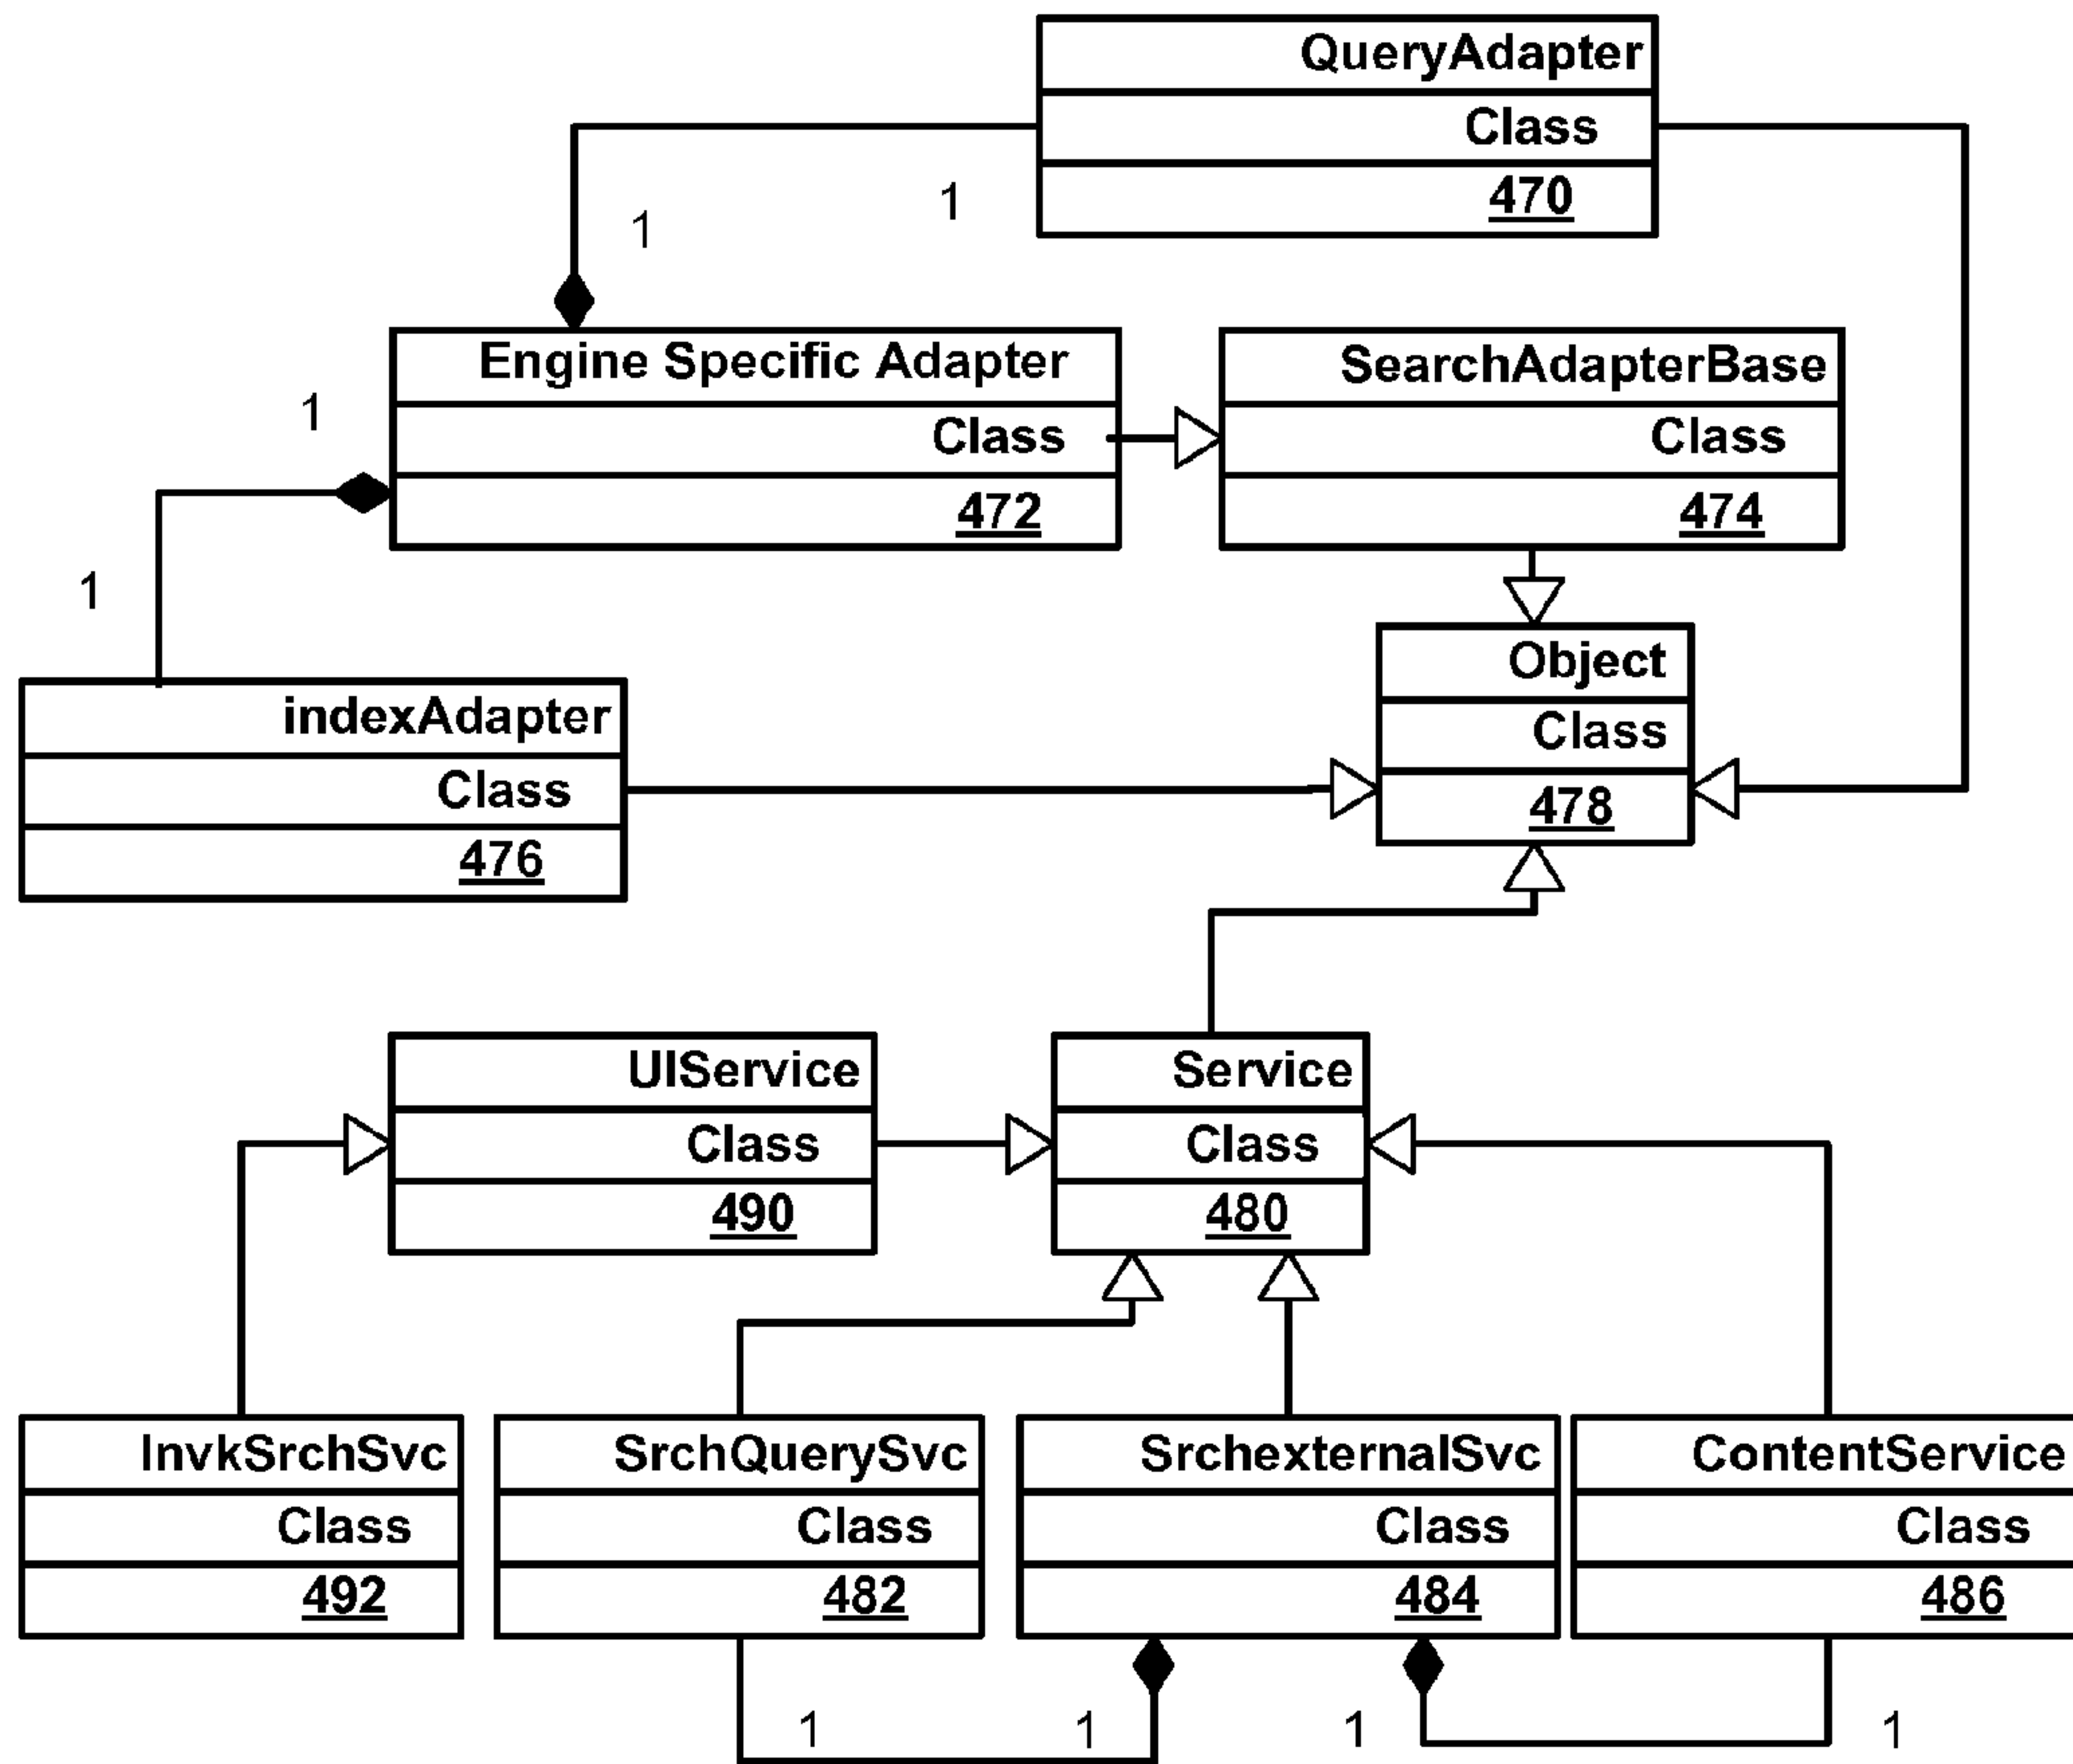 QueryAdapter
Class
470
1
1
Engine Specific Adapter
Class
472
SearchAdapterBase
Class
474
1
1
indexAdapter
Class
476
Object
Class
478
UIService
Class
490
Service
Class
480
InvkSrchSvc
Class
492
SrchQuerySvc
Class
482
SrchexternalSvc
Class
484
ContentService
Class
486
1
1
1
1